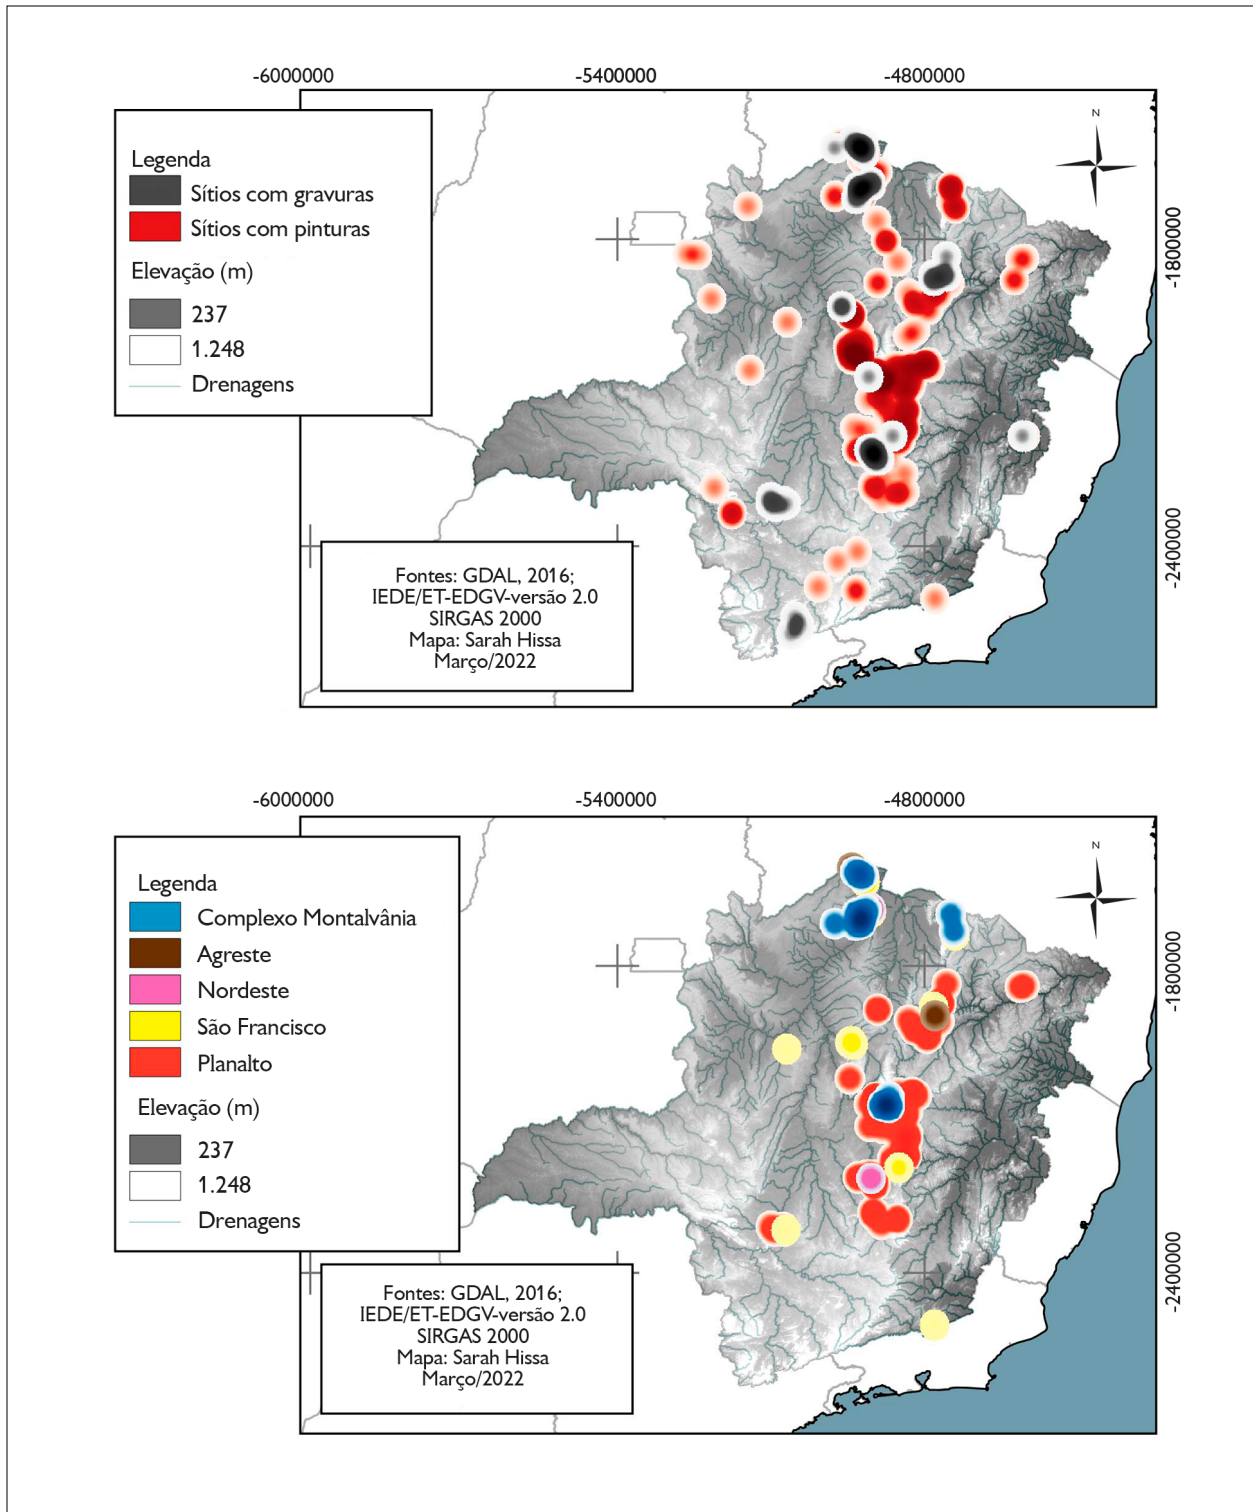 -6000000
-5400000
-4800000
N
Legenda
Sítios com gravuras
Sítios com pinturas
Elevação (m)
237
1.248
Drenagens
-1800000
-2400000
Fontes: GDAL, 2016;
IEDE/ET-EDGV-versão 2.0
SIRGAS 2000
Mapa: Sarah Hissa
Março/2022
-6000000
-5400000
-4800000
N
Legenda
Complexo Montalvânia
Agreste
Nordeste
São Francisco
Planalto
Elevação (m)
237
1.248
Drenagens
-1800000
-2400000
Fontes: GDAL, 2016;
IEDE/ET-EDGV-versão 2.0
SIRGAS 2000
Mapa: Sarah Hissa
Março/2022